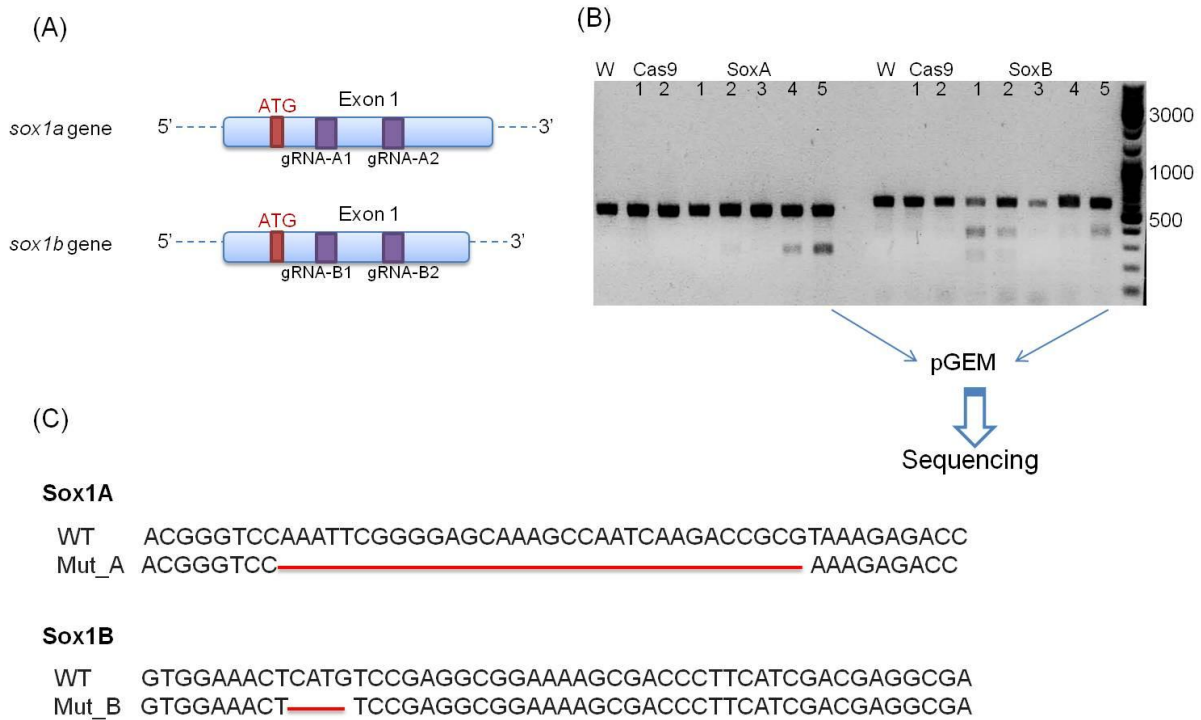 (A)
ATG Exon 1
sox1a gene 5’ 3’
gRNA-A1 gRNA-A2
ATG Exon 1
sox1b gene 5’ 3’
gRNA-B1 gRNA-B2
(B)
W Cas9 SoxA W Cas9 SoxB
1 2 1 2 3 4 5 1 2 1 2 3 4 5
3000
1000
500
pGEM
Sequencing
(C)
Sox1A
WT ACGGGTCCAAATTCGGGGAGCAAAGCCAATCAAGACCGCGTAAAGAGACC
Mut_A ACGGGTCC AAAGAGACC
Sox1B
WT GTGGAAACTCATGTCCGAGGCGGAAAAGCGACCCTTCATCGACGAGGCGA
Mut_B GTGGAAACT TCCGAGGCGGAAAAGCGACCCTTCATCGACGAGGCGA